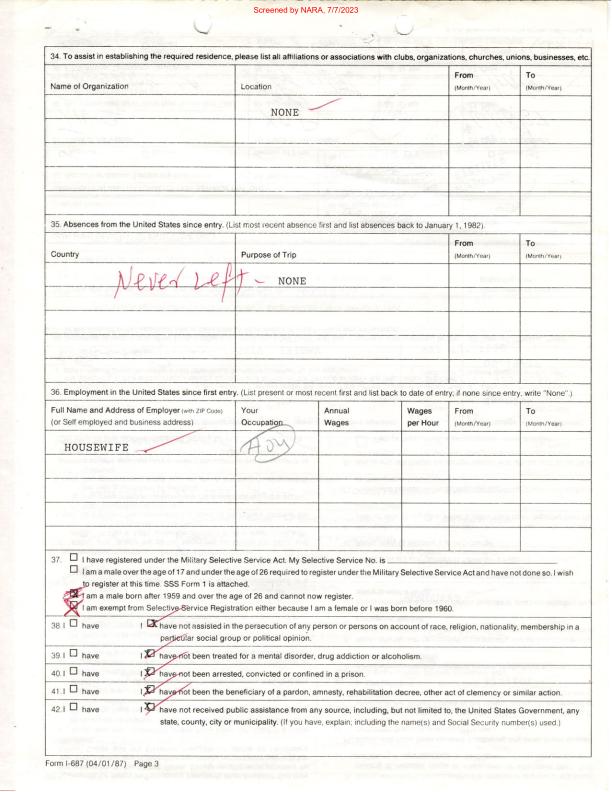 Screened by NARA, 7/7/2023
34. To assist in establishing the required residence, please list all affiliations or associations with clubs, organizations, churches, unions, businesses, etc.
Name of Organization Location From (Month/Year) To (Month/Year)
NONE
35. Absences from the United States since entry. (List most recent absence first and list absences back to January 1, 1982).
Country Purpose of Trip From (Month/Year) To (Month/Year)
Never Left - NONE
36. Employment in the United States since first entry. (List present or most recent first and list back to date of entry; if none since entry, write "None".)
Full Name and Address of Employer (with ZIP Code) Your Annual Wages From To
(or Self employed and business address) Occupation Wages per Hour (Month/Year) (Month/Year)
HOUSEWIFE
37. I have registered under the Military Selective Service Act. My Selective Service No. is
I am a male over the age of 17 and under the age of 26 required to register under the Military Selective Service Act and have not done so. I wish
to register at this time. SSS Form 1 is attached.
I am a male born after 1959 and over the age of 26 and cannot now register.
I am exempt from Selective Service Registration either because I am a female or I was born before 1960.
38. I have I have not assisted in the persecution of any person or persons on account of race, religion, nationality, membership in a
particular social group or political opinion.
39. I have I have not been treated for a mental disorder, drug addiction or alcoholism.
40. I have I have not been arrested, convicted or confined in a prison.
41. I have I have not been the beneficiary of a pardon, amnesty, rehabilitation decree, other act of clemency or similar action.
42. I have I have not received public assistance from any source, including, but not limited to, the United States Government, any
state, county, city or municipality. (If you have, explain; including the name(s) and Social Security number(s) used.)
Form I-687 (04/01/87) Page 3